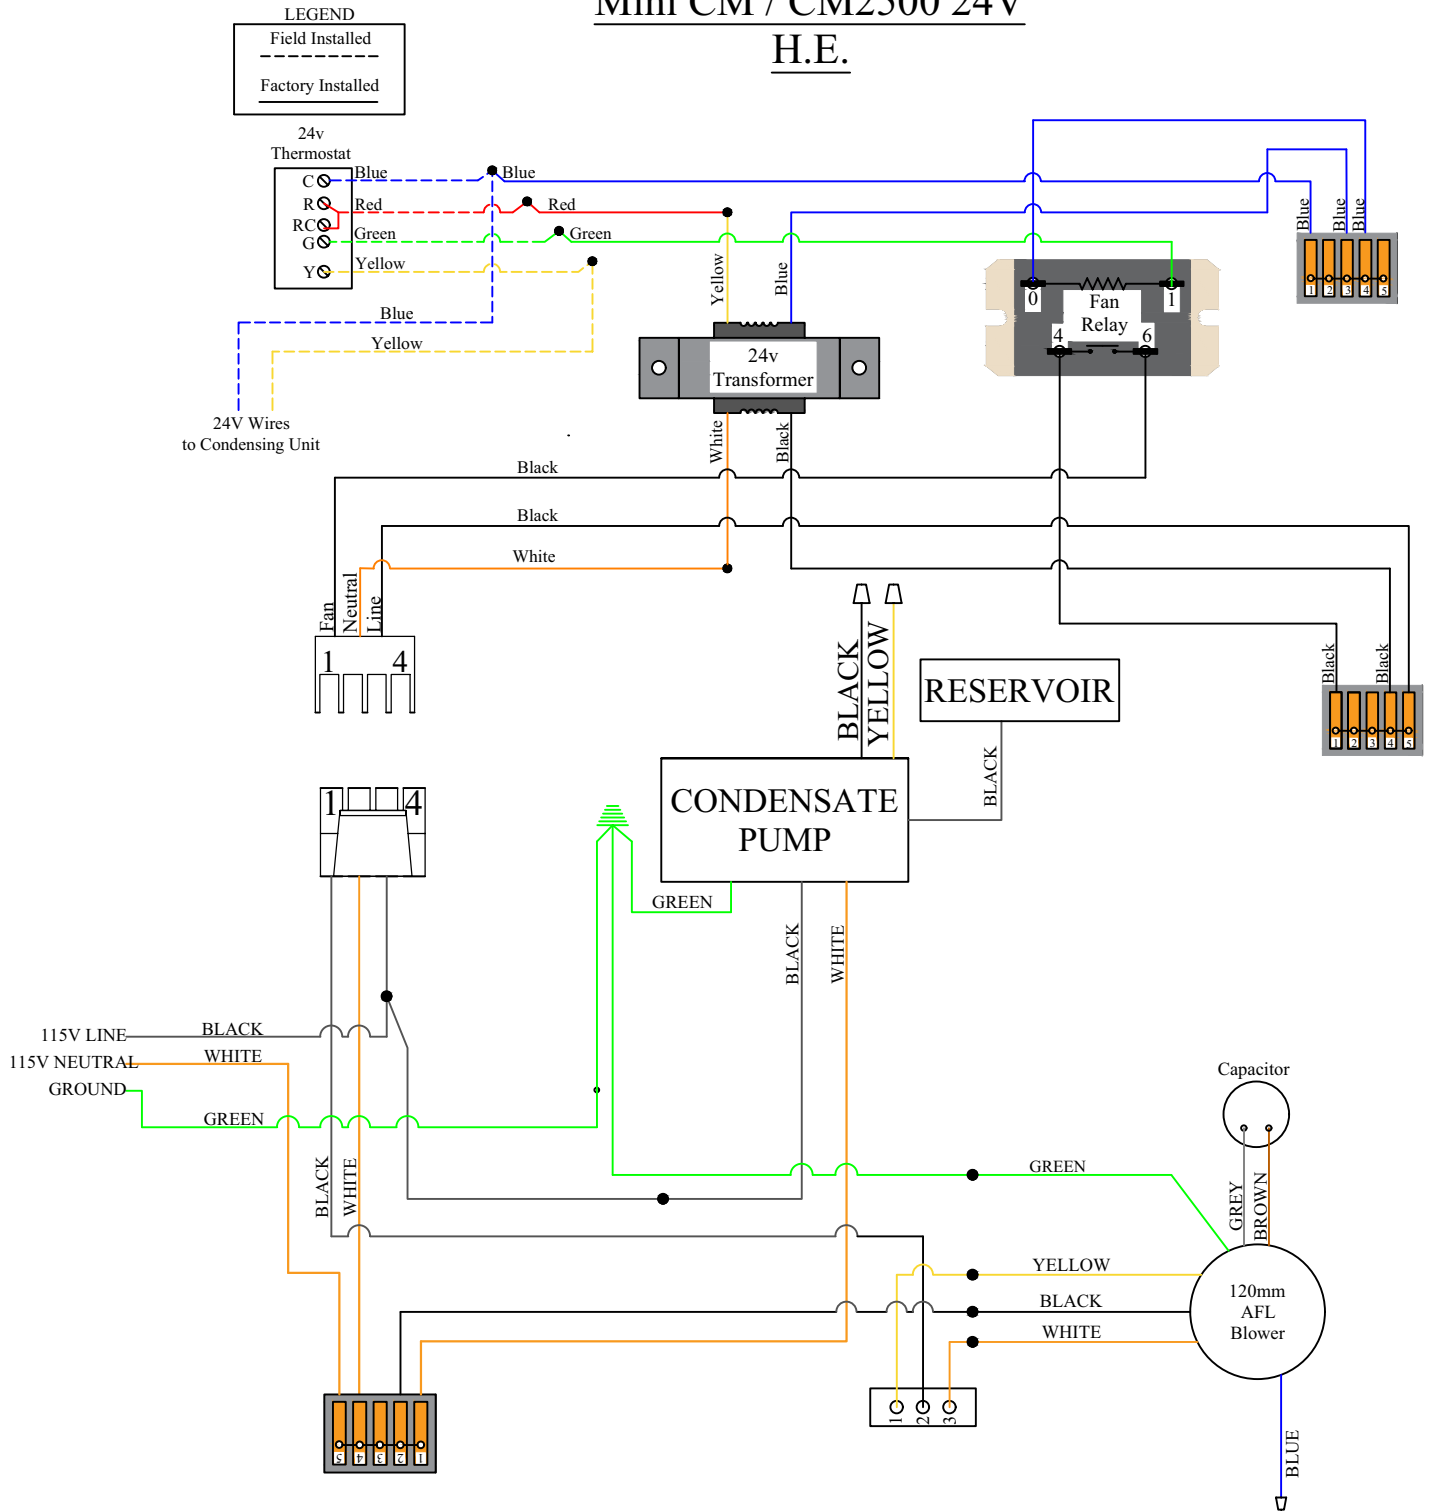 Mini CM / CM2500 24V
H.E.
LEGEND
Field Installed
Factory Installed
24v
Thermostat
C
R
RC
G
Y
Blue
Blue
Red
Red
Green
Green
Yellow
Blue
Yellow
24V Wires
to Condensing Unit
Yellow
Blue
24v
Transformer
White
Black
0
1
Fan
Relay
4
6
Blue
Blue
Blue
1 2 3 4 5
Black
Black
White
Fan
Neutral
Line
1 4
BLACK
YELLOW
RESERVOIR
BLACK
Black
Black
1 2 3 4 5
CONDENSATE
PUMP
1 4
GREEN
BLACK
WHITE
115V LINE
BLACK
115V NEUTRAL
WHITE
GROUND
GREEN
BLACK
WHITE
Capacitor
GREY
BROWN
GREEN
YELLOW
BLACK
WHITE
120mm
AFL
Blower
BLUE
5 4 3 2 1
1 2 3